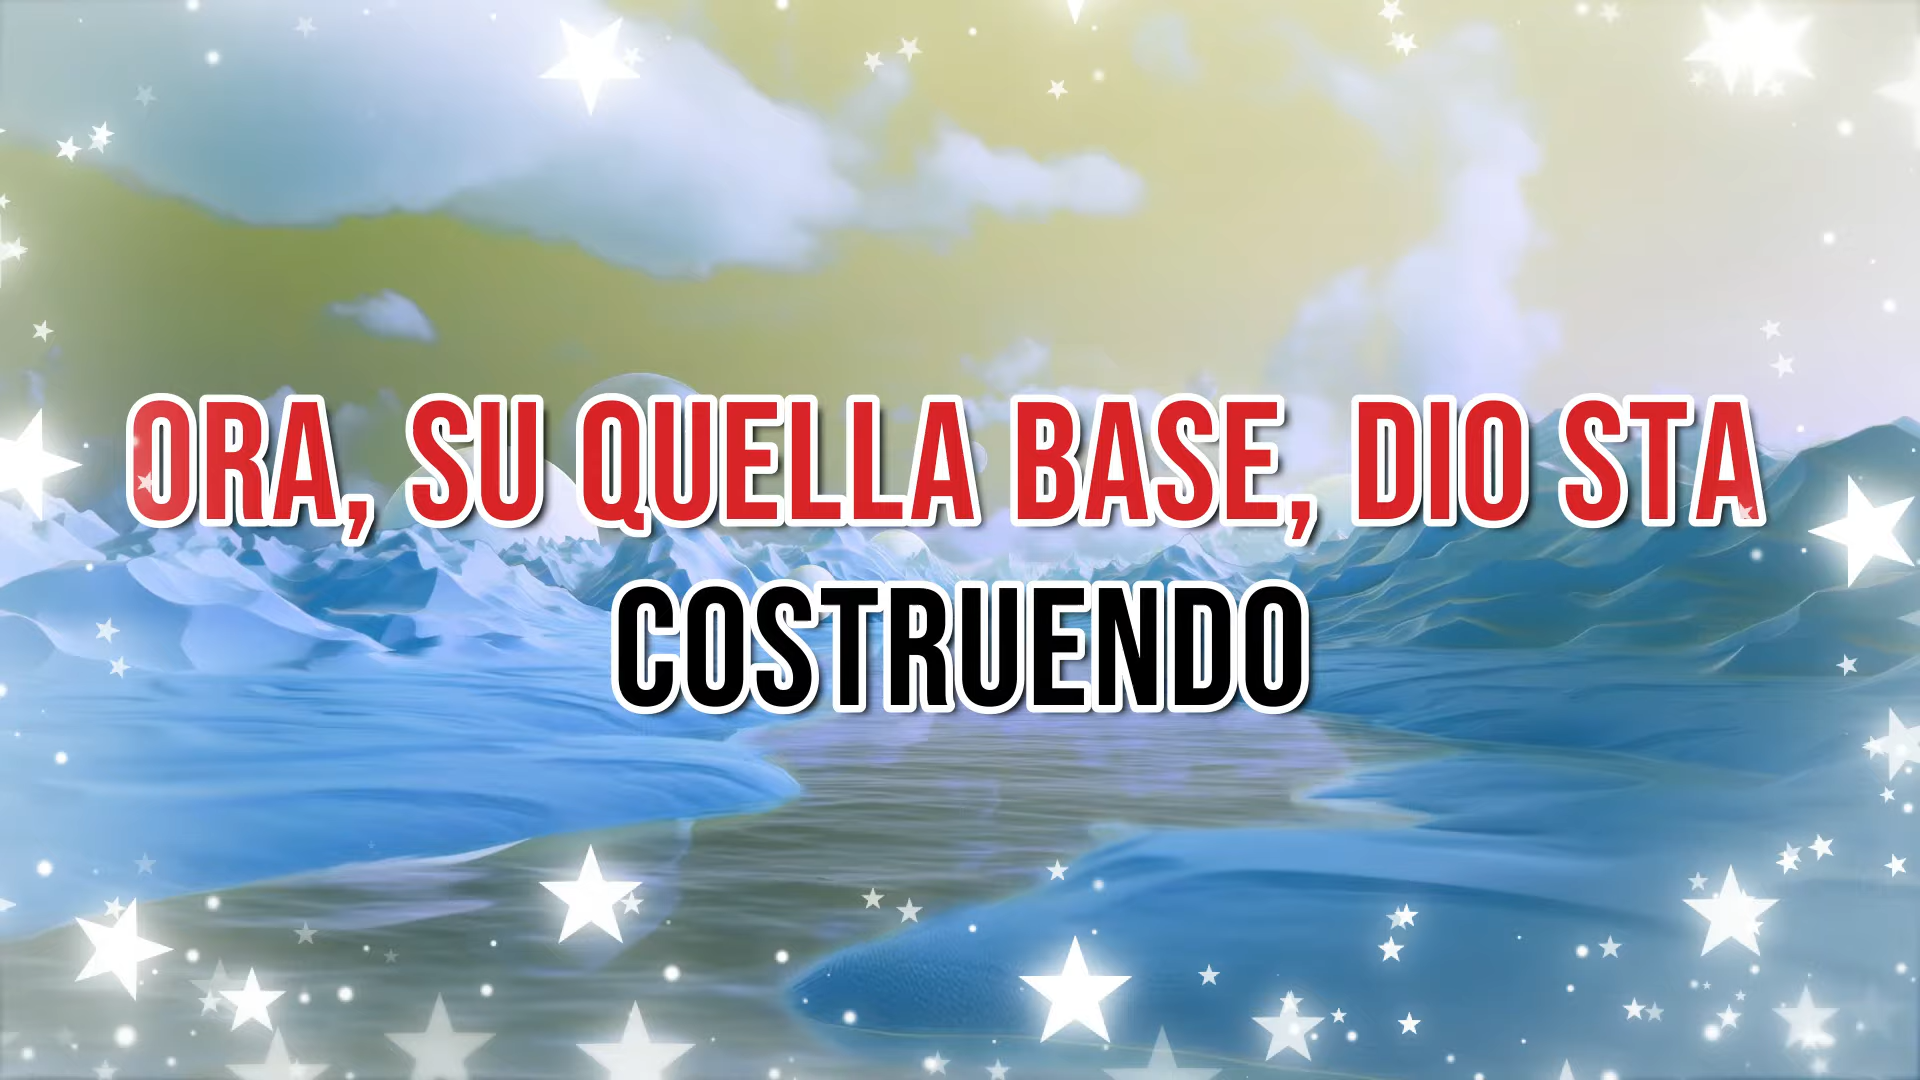 ORA, SU QUELLA BASE, DIO STA
COSTRUENDO